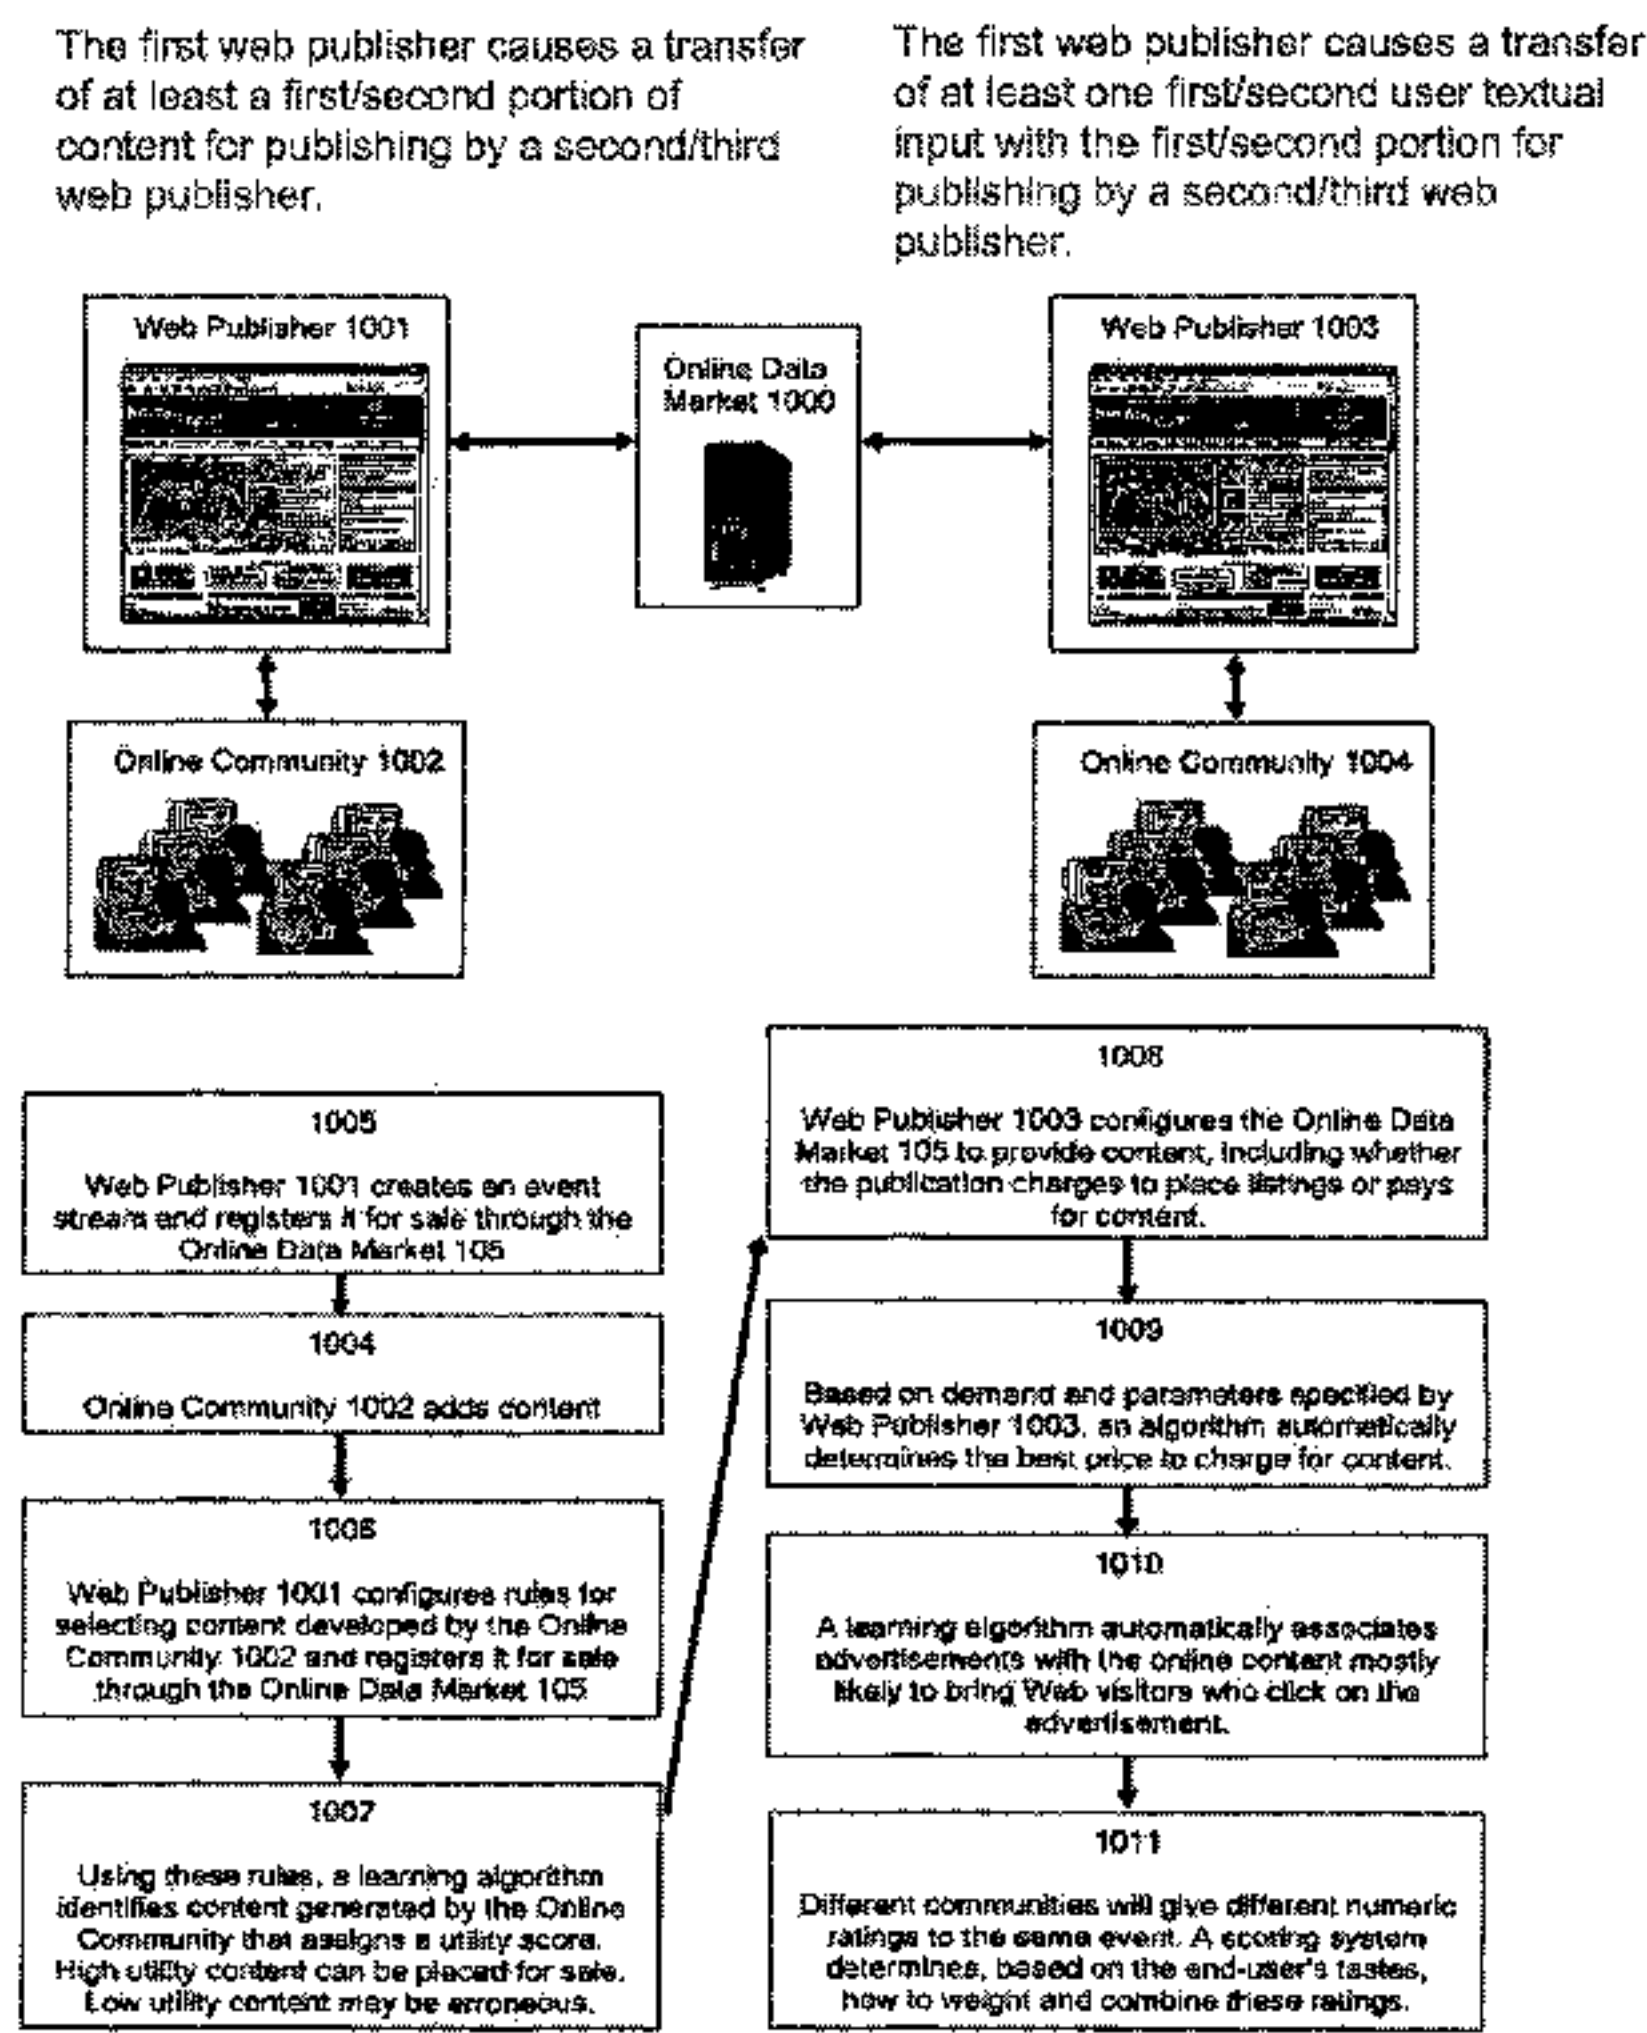 The first web publisher causes a transfer
of at least a first/second portion of
content for publishing by a second/third
web publisher.
The first web publisher causes a transfer
of at least one first/second user textual
input with the first/second portion for
publishing by a second/third web
publisher.
Web Publisher 1001
Online Data
Market 1000
Web Publisher 1003
Online Community 1002
Online Community 1004
1005
Web Publisher 1001 creates an event
stream and registers it for sale through the
Online Data Market 105
1004
Online Community 1002 adds content
1006
Web Publisher 1001 configures rules for
selecting content developed by the Online
Community 1002 and registers it for sale
through the Online Data Market 105
1007
Using these rules, a learning algorithm
identifies content generated by the Online
Community that assigns a utility score.
High utility content can be placed for sale.
Low utility content may be erroneous.
1008
Web Publisher 1003 configures the Online Data
Market 105 to provide content, including whether
the publication charges to place listings or pays
for content.
1009
Based on demand and parameters specified by
Web Publisher 1003, an algorithm automatically
determines the best price to charge for content.
1010
A learning algorithm automatically associates
advertisements with the online content mostly
likely to bring Web visitors who click on the
advertisement.
1011
Different communities will give different numeric
ratings to the same event. A scoring system
determines, based on the end-user's tastes,
how to weight and combine these ratings.